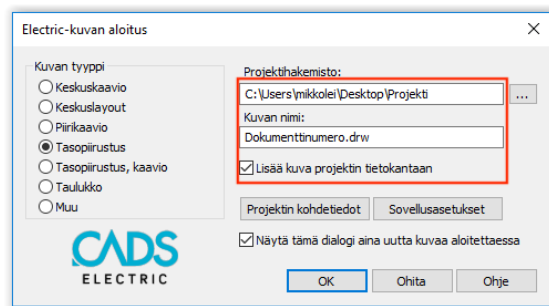 Electric-kuvan aloitus
Kuvan tyyppi
Keskuskaavio
Keskuslayout
Piirikaavio
Tasopiirustus
Tasopiirustus, kaavio
Taulukko
Muu
CADS
ELECTRIC
Projektihakemisto:
C:\Users\mikkolei\Desktop\Projekti
...
Kuvan nimi:
Dokumenttinumero.drw
Lisää kuva projektin tietokantaan
Projektin kohdetiedot Sovellusasetukset
Näytä tämä dialogi aina uutta kuvaa aloitettaessa
OK Ohita Ohje